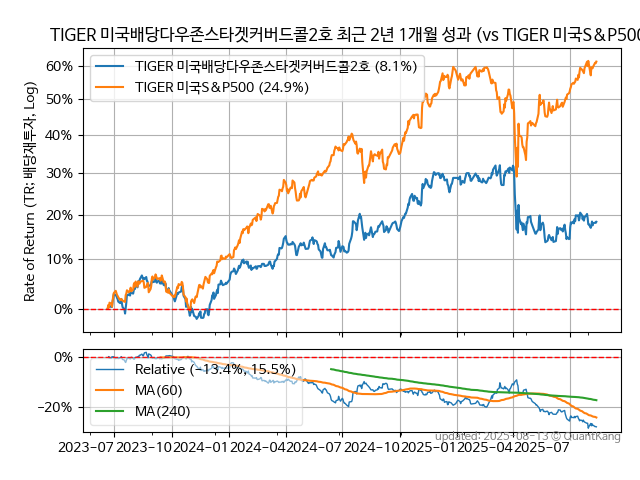 TIGER 미국배당다우존스타겟커버드콜2호 최근 2년 1개월 성과 (vs TIGER 미국S&P500
60%
50%
40%
30%
20%
10%
0%
Rate of Return (TR: 배당재투자, Log)
TIGER 미국배당다우존스타겟커버드콜2호 (8.1%)
TIGER 미국S&P500 (24.9%)
0%
−20%
Relative (−13.4%, 15.5%)
MA(60)
MA(240)
updated: 2025-08-13 © QuantKang
2023-07 2023-10 2024-01 2024-04 2024-07 2024-10 2025-01 2025-04 2025-07